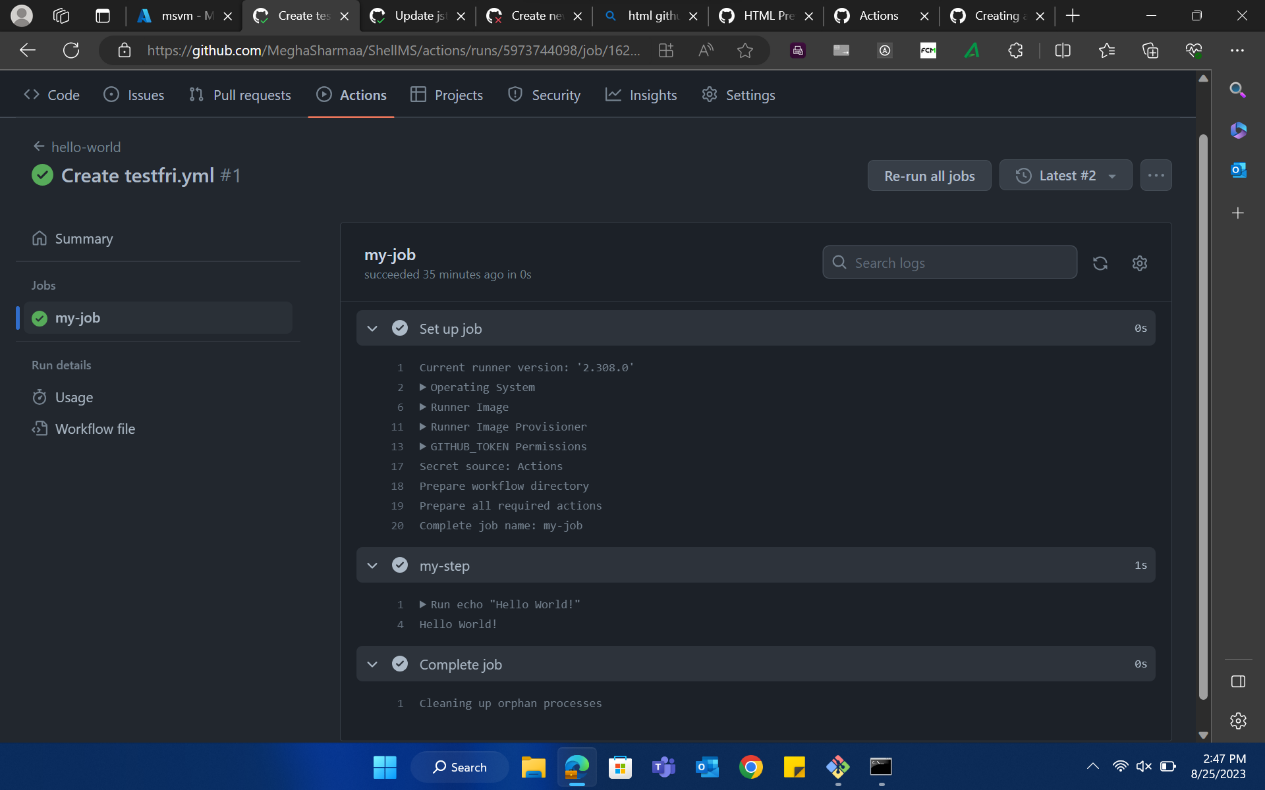 msvm - M
Create tes
Update js
Create ne
html gith
HTML Pre
Actions
Creating a
https://github.com/MeghaSharmaa/ShellMS/actions/runs/5973744098/job/162...
FCM
Code
Issues
Pull requests
Actions
Projects
Security
Insights
Settings
hello-world
Create testfri.yml #1
Re-run all jobs
Latest #2
Summary
Jobs
my-job
Run details
Usage
Workflow file
my-job
succeeded 35 minutes ago in 0s
Search logs
Set up job 0s
1 Current runner version: '2.308.0'
2 Operating System
6 Runner Image
11 Runner Image Provisioner
13 GITHUB_TOKEN Permissions
17 Secret source: Actions
18 Prepare workflow directory
19 Prepare all required actions
20 Complete job name: my-job
my-step 1s
1 Run echo "Hello World!"
4 Hello World!
Complete job 0s
1 Cleaning up orphan processes
Search
2:47 PM
8/25/2023